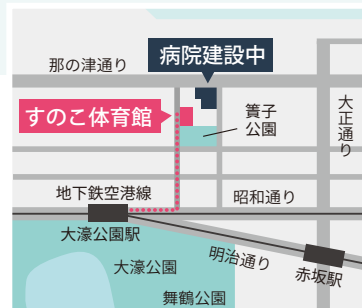 病院建設中
那の津通り
すのこ体育館
簀子
公園
大正通り
地下鉄空港線
昭和通り
大濠公園駅
明治通り
大濠公園
赤坂駅
舞鶴公園